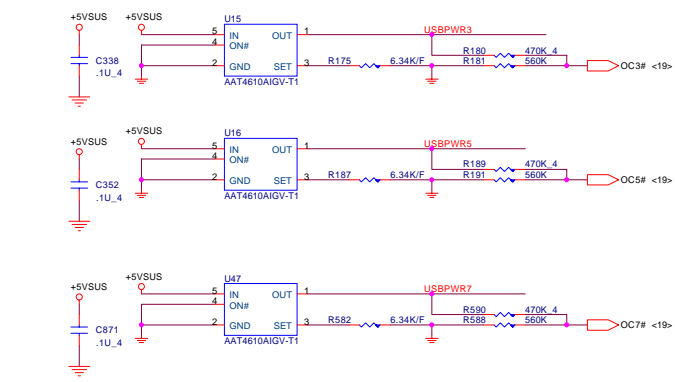 +5VSUS +5VSUS
U15
5 IN OUT 1 USBPWR3
4 ON#
C338 R180 470K_4
.1U_4 2 GND SET 3 R175 6.34K/F R181 560K OC3# <19>
AAT4610AIGV-T1
+5VSUS +5VSUS
U16
5 IN OUT 1 USBPWR5
4 ON#
C352 R189 470K_4
.1U_4 2 GND SET 3 R187 6.34K/F R191 560K OC5# <19>
AAT4610AIGV-T1
+5VSUS +5VSUS
U47
5 IN OUT 1 USBPWR7
4 ON#
C871 R590 470K_4
.1U_4 2 GND SET 3 R582 6.34K/F R588 560K OC7# <19>
AAT4610AIGV-T1